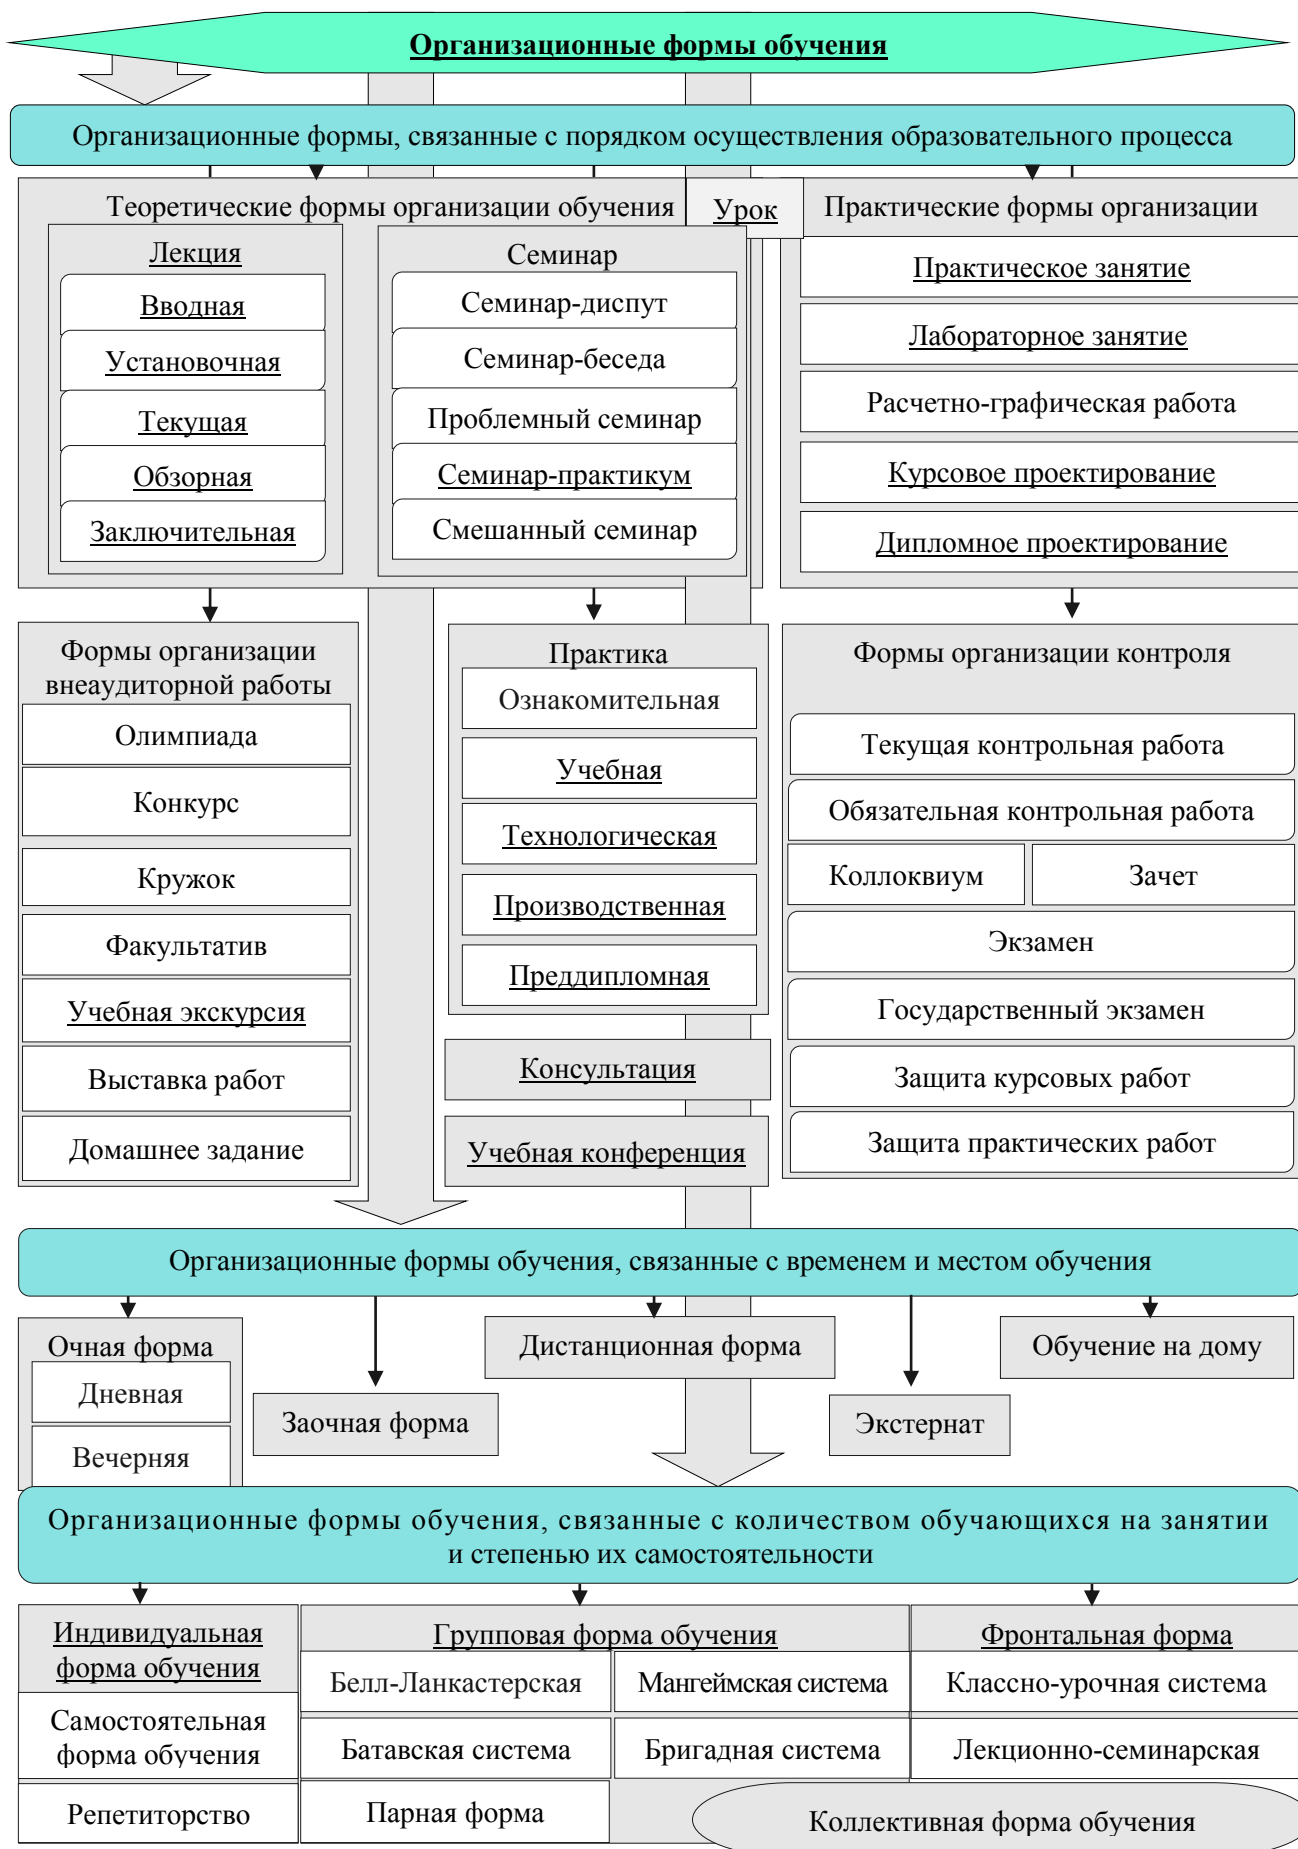 Организационные формы обучения
Организационные формы, связанные с порядком осуществления образовательного процесса
Теоретические формы организации обучения
Урок
Практические формы организации
Лекция
Вводная
Установочная
Текущая
Обзорная
Заключительная
Семинар
Семинар-диспут
Семинар-беседа
Проблемный семинар
Семинар-практикум
Смешанный семинар
Практическое занятие
Лабораторное занятие
Расчетно-графическая работа
Курсовое проектирование
Дипломное проектирование
Формы организации
внеаудиторной работы
Олимпиада
Конкурс
Кружок
Факультатив
Учебная экскурсия
Выставка работ
Домашнее задание
Практика
Ознакомительная
Учебная
Технологическая
Производственная
Преддипломная
Консультация
Учебная конференция
Формы организации контроля
Текущая контрольная работа
Обязательная контрольная работа
Коллоквиум
Зачет
Экзамен
Государственный экзамен
Защита курсовых работ
Защита практических работ
Организационные формы обучения, связанные с временем и местом обучения
Очная форма
Дневная
Вечерняя
Заочная форма
Дистанционная форма
Экстернат
Обучение на дому
Организационные формы обучения, связанные с количеством обучающихся на занятии
и степенью их самостоятельности
Индивидуальная
форма обучения
Самостоятельная
форма обучения
Репетиторство
Групповая форма обучения
Белл-Ланкастерская
Мангеймская система
Батавская система
Бригадная система
Парная форма
Фронтальная форма
Классно-урочная система
Лекционно-семинарская
Коллективная форма обучения